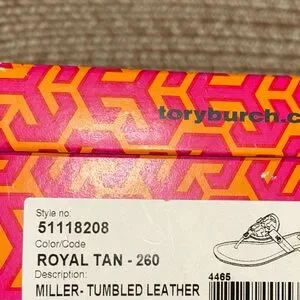 toryburch.c
Style no.
51118208
Color/Code
ROYAL TAN - 260
Description:
MILLER- TUMBLED LEATHER
4465